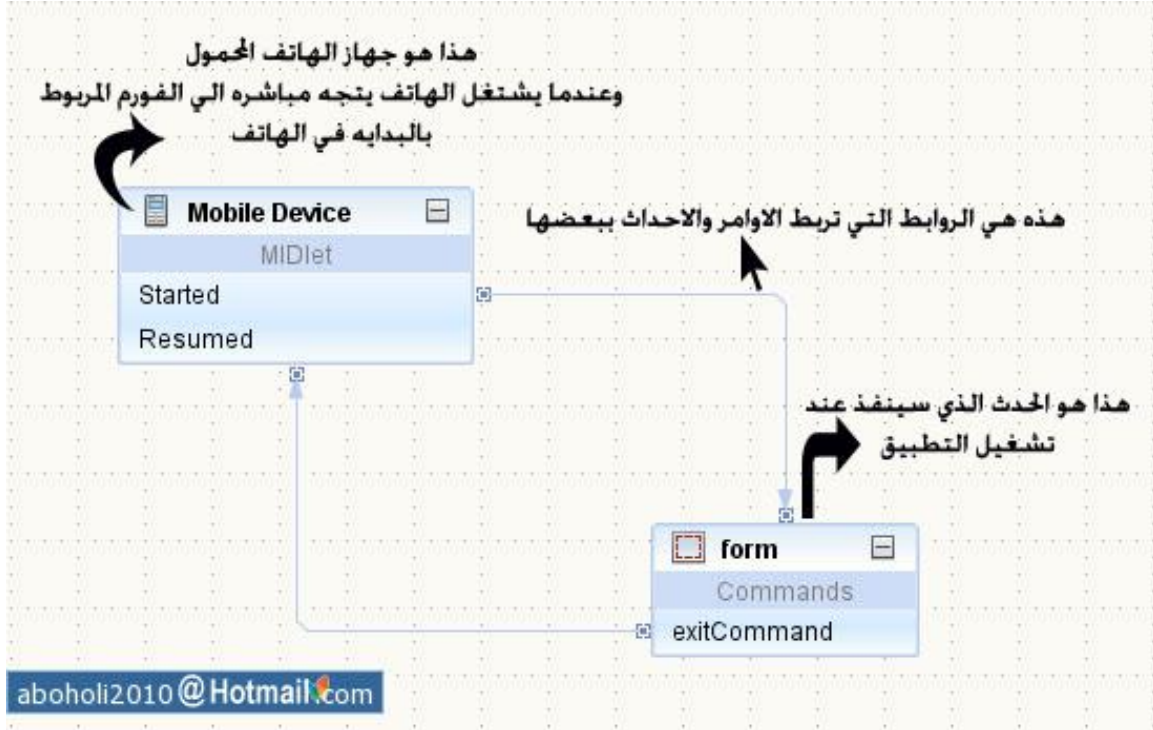 هذا هو جهاز الهاتف المحمول
وعندما يشتغل الهاتف يتجه مباشره الي الفورم المربوط
بالبدايه في الهاتف
Mobile Device
MIDlet
Started
Resumed
هذه هي الروابط التي تربط الاوامر والاحداث ببعضها
هذا هو الحدث الذي سينفذ عند
تشغيل التطبيق
form
Commands
exitCommand
aboholi2010@Hotmail.com